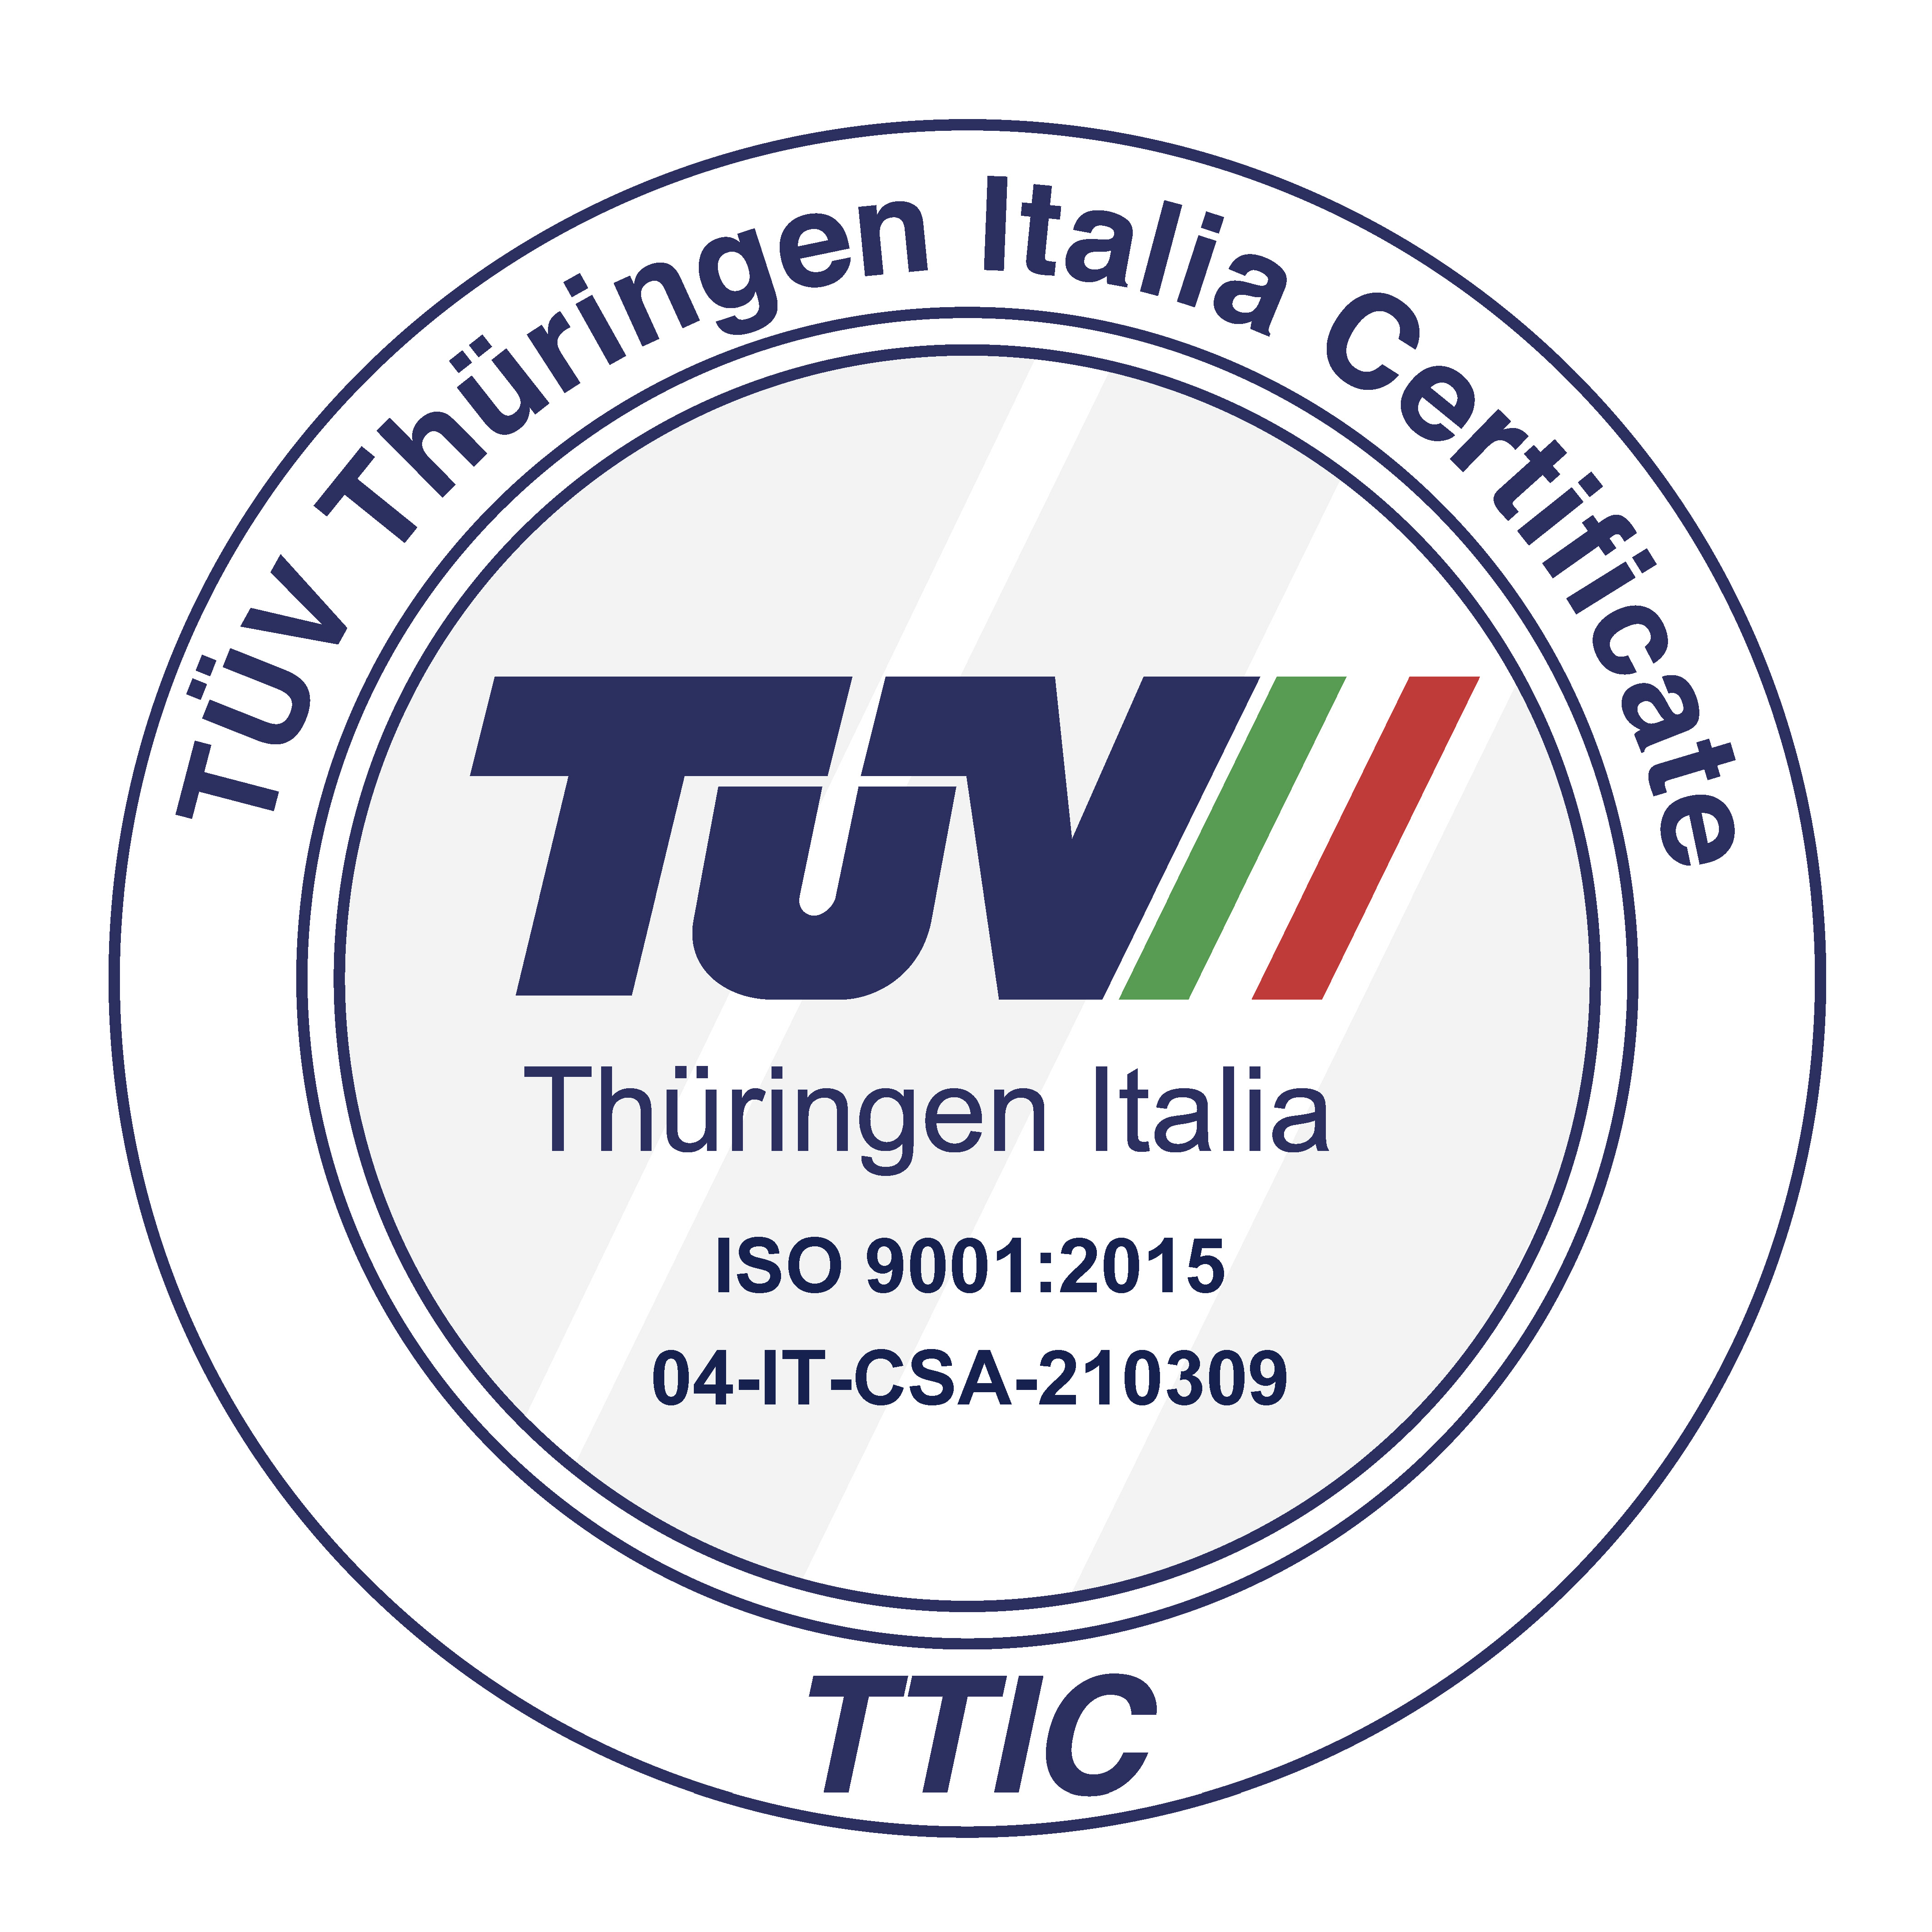 TÜV Thüringen Italia Certificate
TÜV
Thüringen Italia
ISO 9001:2015
04-IT-CSA-210309
TTIC